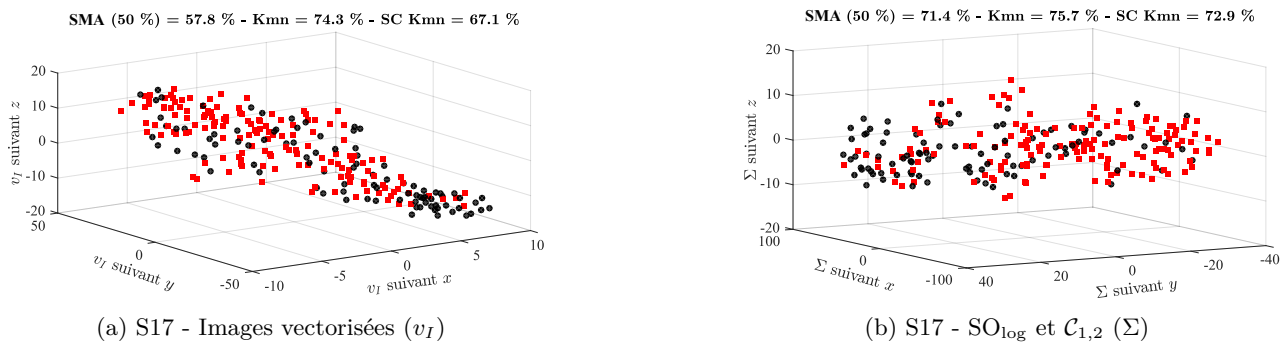 SMA (50 %) = 57.8 % - Kmn = 74.3 % - SC Kmn = 67.1 %
20
10
0
-10
-20
v_I suivant z
50
0
-50
v_I suivant y
-10
-5
0
5
10
v_I suivant x
(a) S17 - Images vectorisées (v_I)
SMA (50 %) = 71.4 % - Kmn = 75.7 % - SC Kmn = 72.9 %
20
10
0
-10
-20
Σ suivant z
100
0
-100
Σ suivant x
40
20
0
-20
-40
Σ suivant y
(b) S17 - SO_log et C_1,2 (Σ)